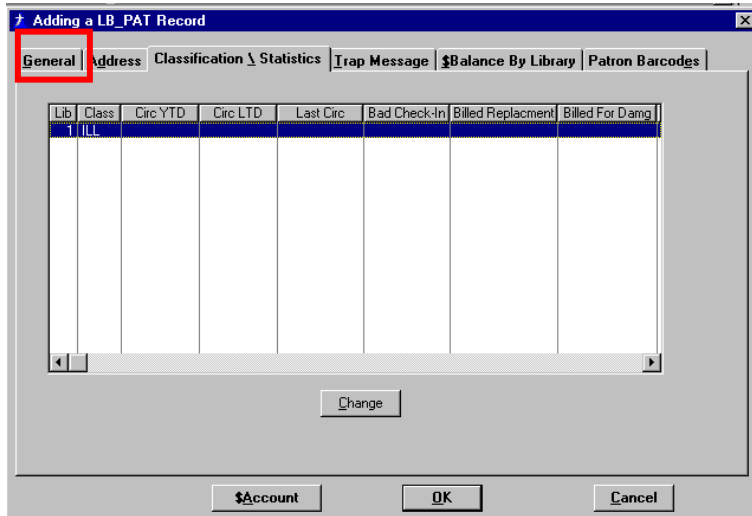 Adding a LB_PAT Record
General Address Classification \ Statistics Trap Message $Balance By Library Patron Barcodes
Lib Class Circ YTD Circ LTD Last Circ Bad Check-In Billed Replacment Billed For Damg
1 ILL
Change
$Account OK Cancel